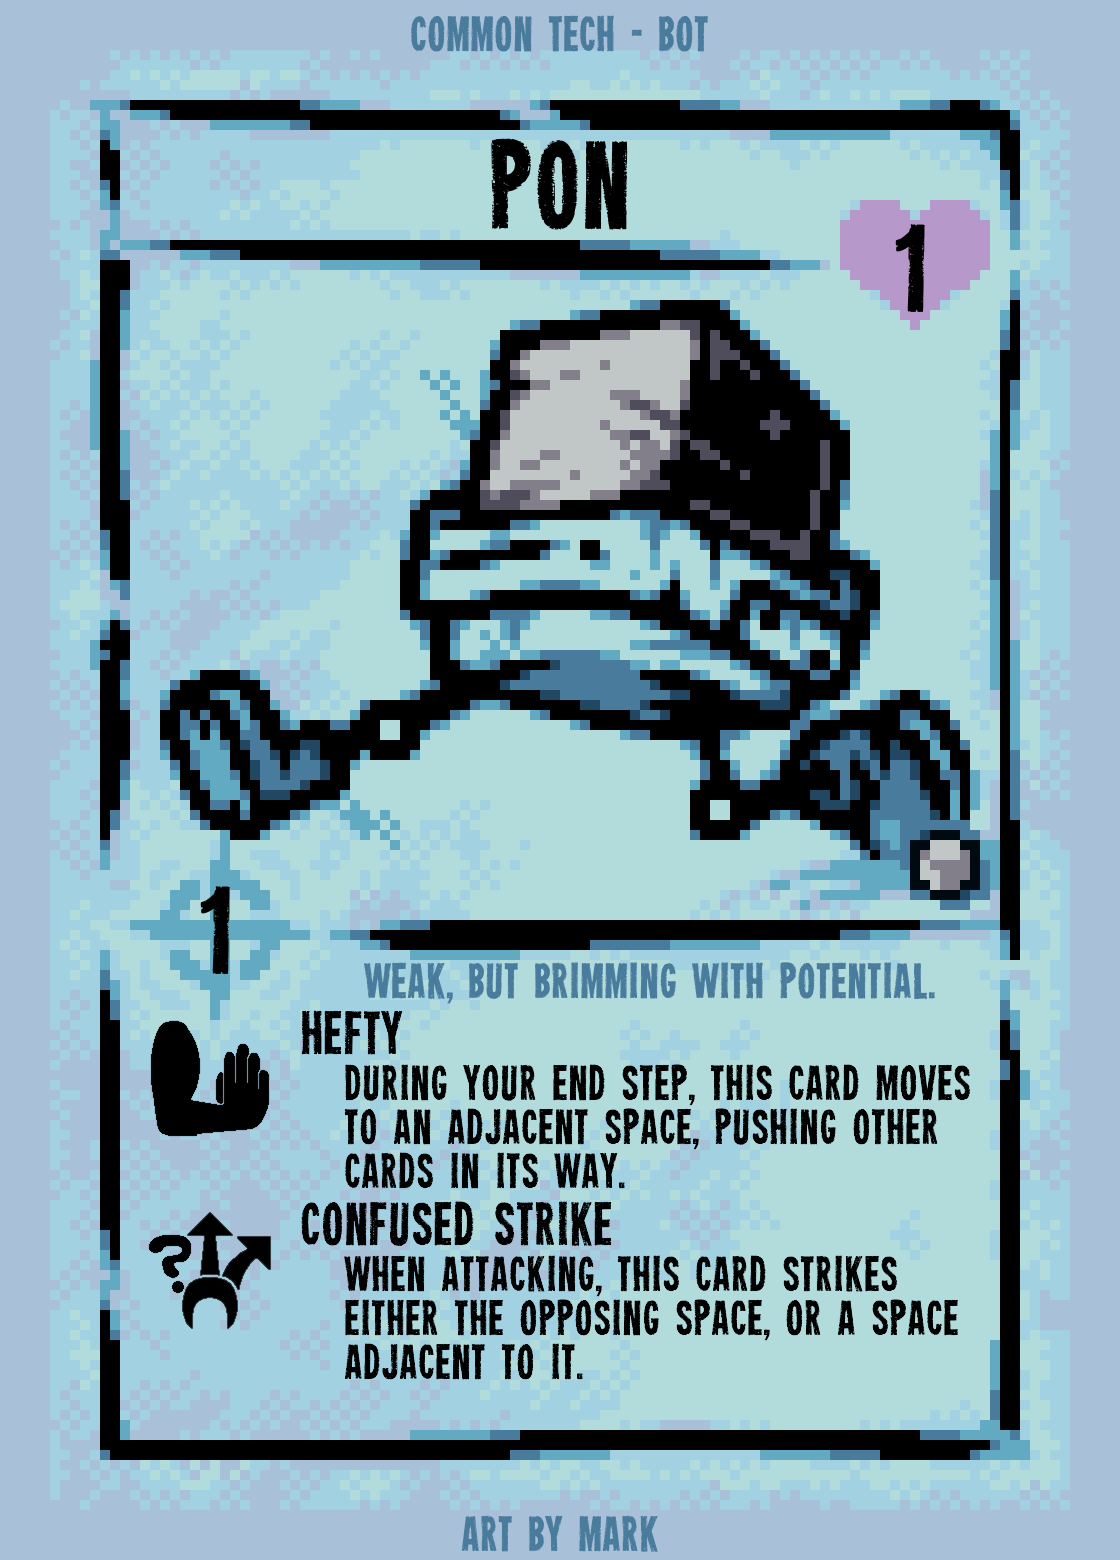 COMMON TECH - BOT
PON
1
1
WEAK, BUT BRIMMING WITH POTENTIAL.
HEFTY
DURING YOUR END STEP, THIS CARD MOVES
TO AN ADJACENT SPACE, PUSHING OTHER
CARDS IN ITS WAY.
CONFUSED STRIKE
?
WHEN ATTACKING, THIS CARD STRIKES
EITHER THE OPPOSING SPACE, OR A SPACE
ADJACENT TO IT.
ART BY MARK